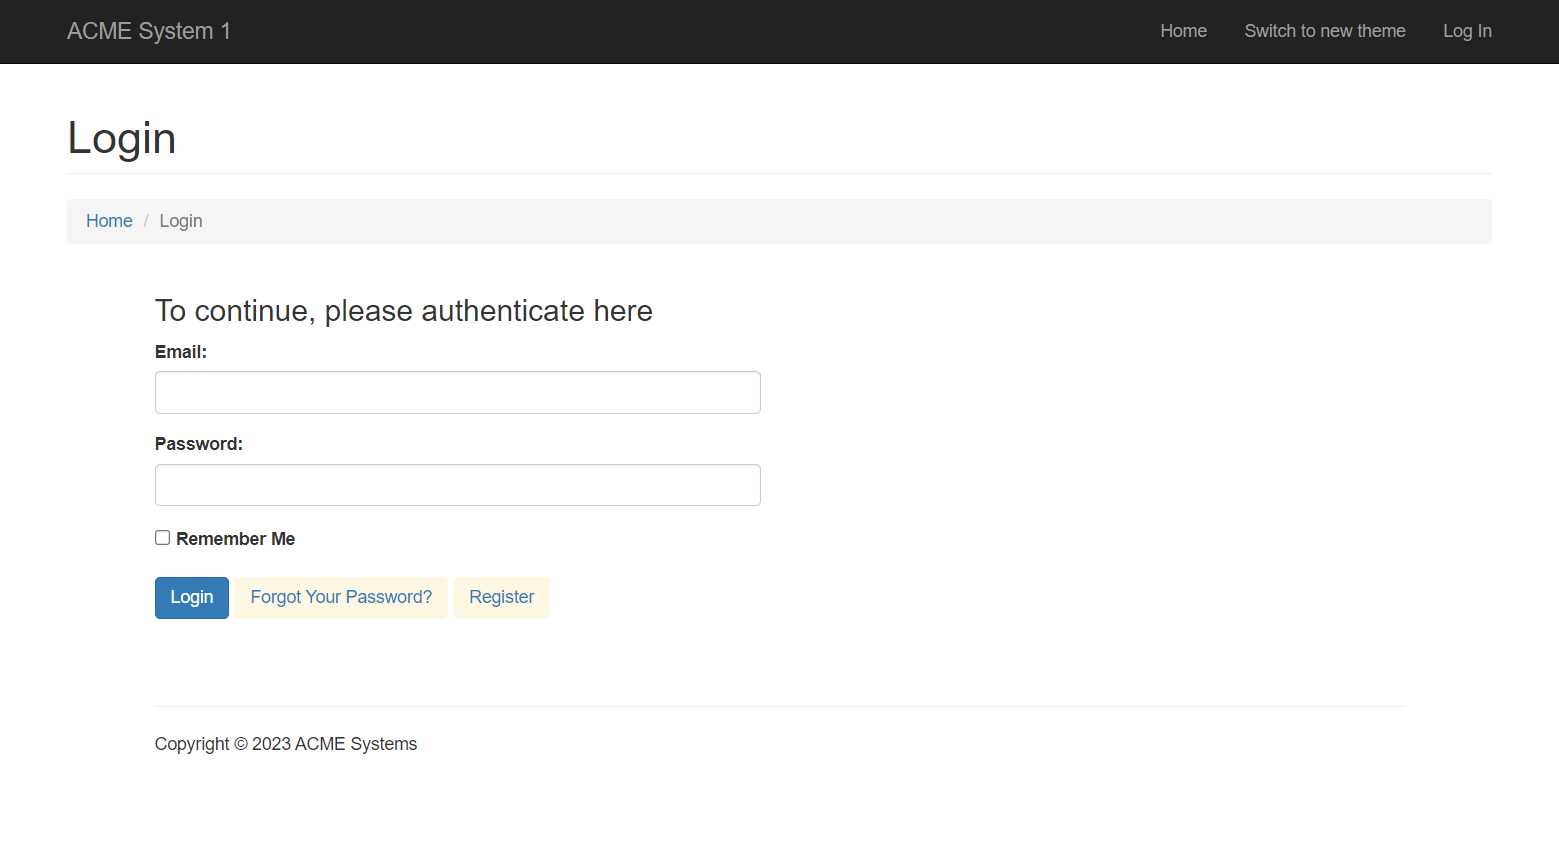 ACME System 1 Home Switch to new theme Log In
Login
Home / Login
To continue, please authenticate here
Email:
Password:
Remember Me
Login Forgot Your Password? Register
Copyright © 2023 ACME Systems